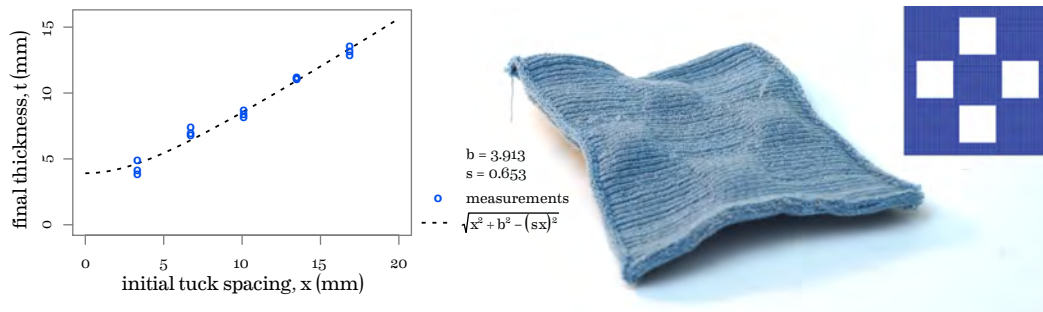 15
10
5
0
final thickness, t (mm)
0 5 10 15 20
initial tuck spacing, x (mm)
b = 3.913
s = 0.653
measurements
√x² + b² − (sx)²